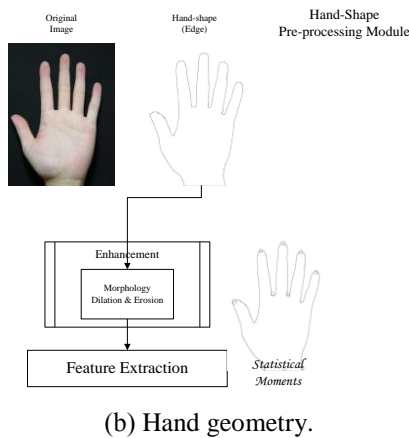 Original
Image
Hand-shape
(Edge)
Hand-Shape
Pre-processing Module
Enhancement
Morphology
Dilation & Erosion
Feature Extraction
Statistical
Moments
(b) Hand geometry.